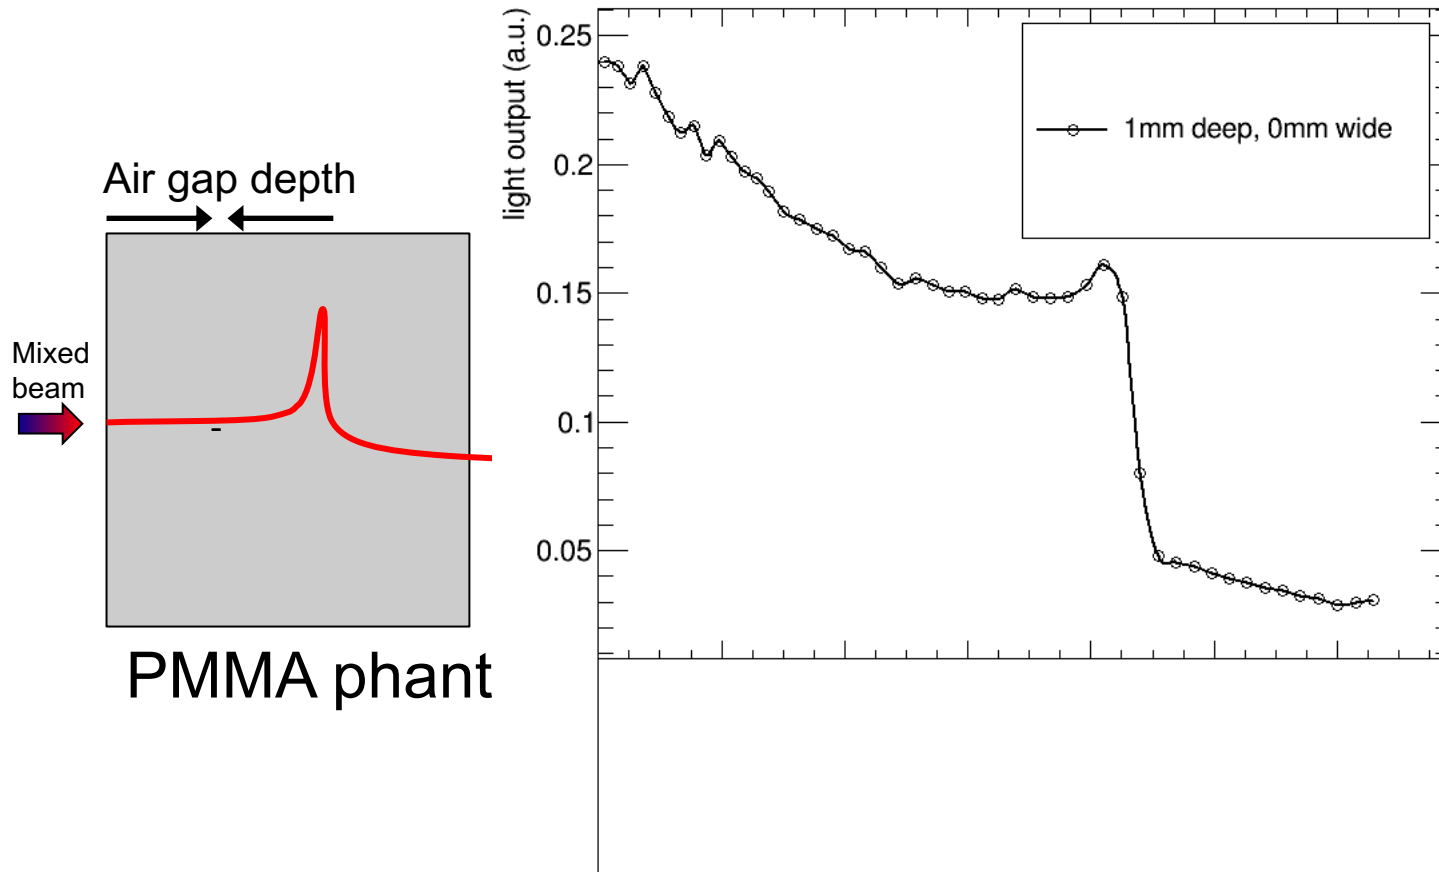 Air gap depth
Mixed
beam
PMMA phant
light output (a.u.)
0.25
0.2
0.15
0.1
0.05
1mm deep, 0mm wide